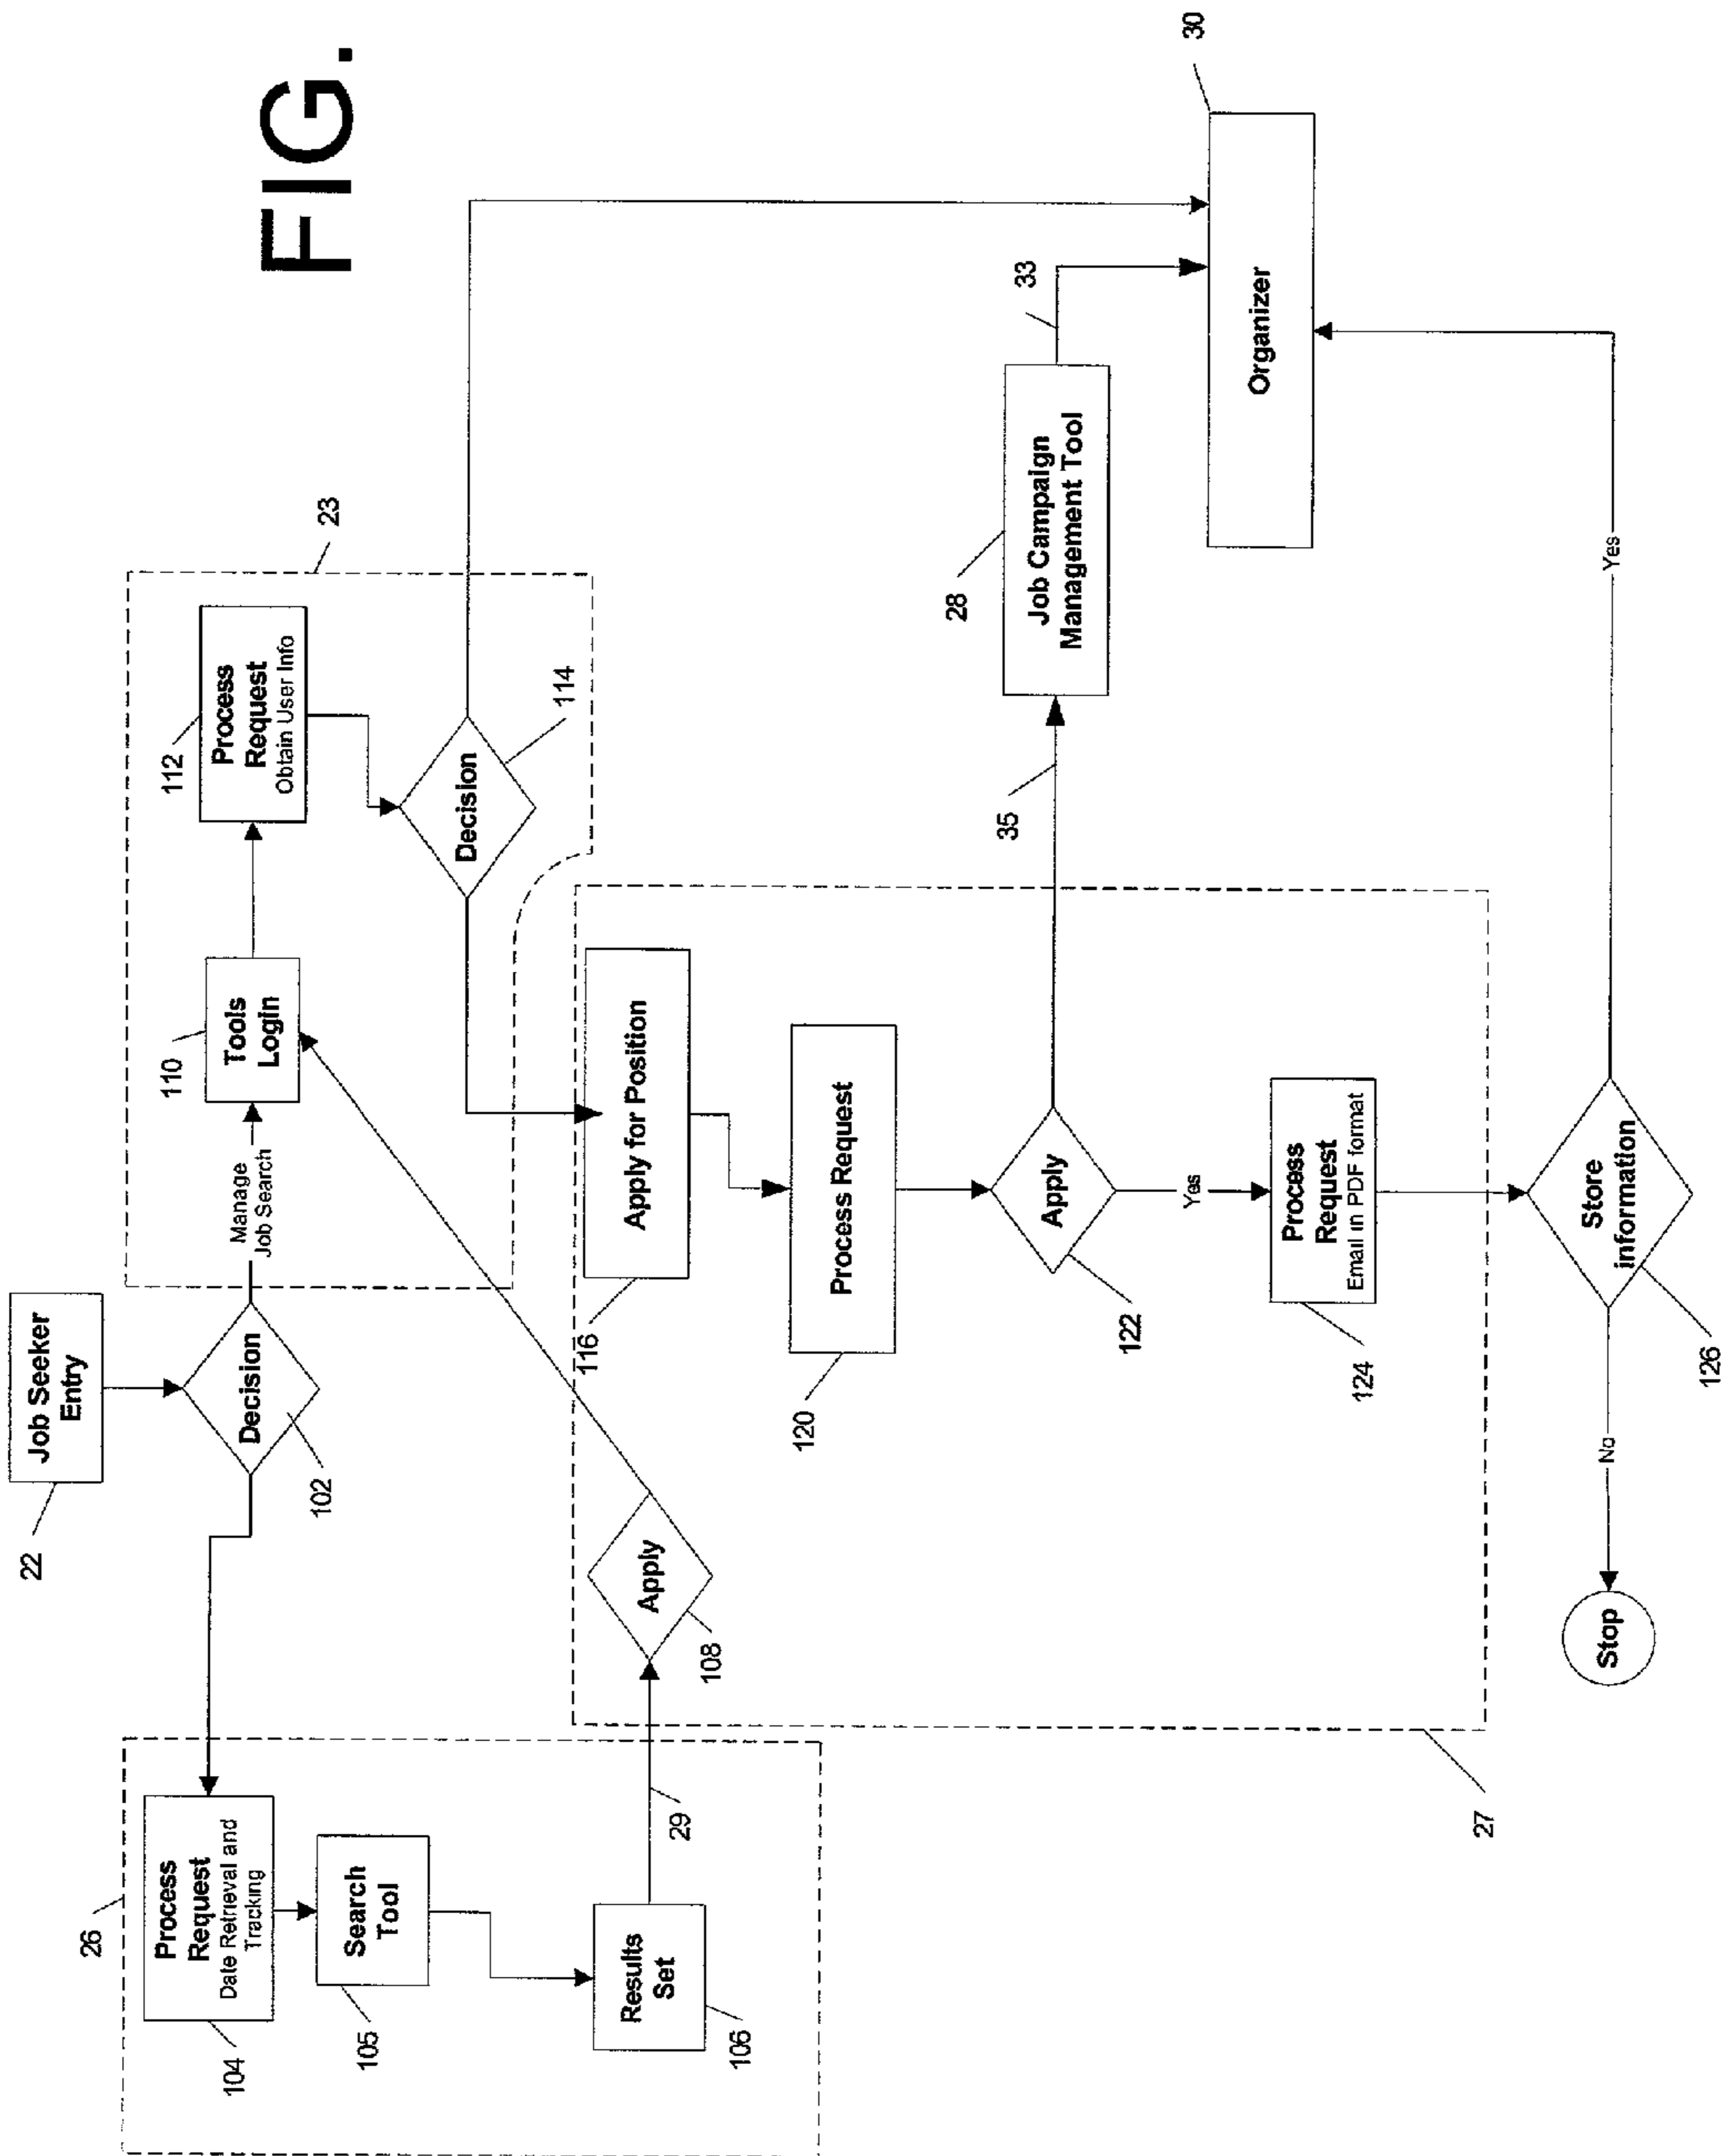 FIG.
22
Job Seeker
Entry
Decision
102
Manage
Job Search
110
Tools
Login
112
Process
Request
Obtain User Info
23
Decision
114
26
Process
Request
Date Retrieval and
Tracking
104
Search
Tool
105
Results
Set
106
29
Apply
108
Apply for Position
116
Process Request
120
Apply
122
Yes
Process
Request
Email in PDF format
124
27
35
28
Job Campaign
Management Tool
33
30
Organizer
Store
information
126
Yes
No
Stop